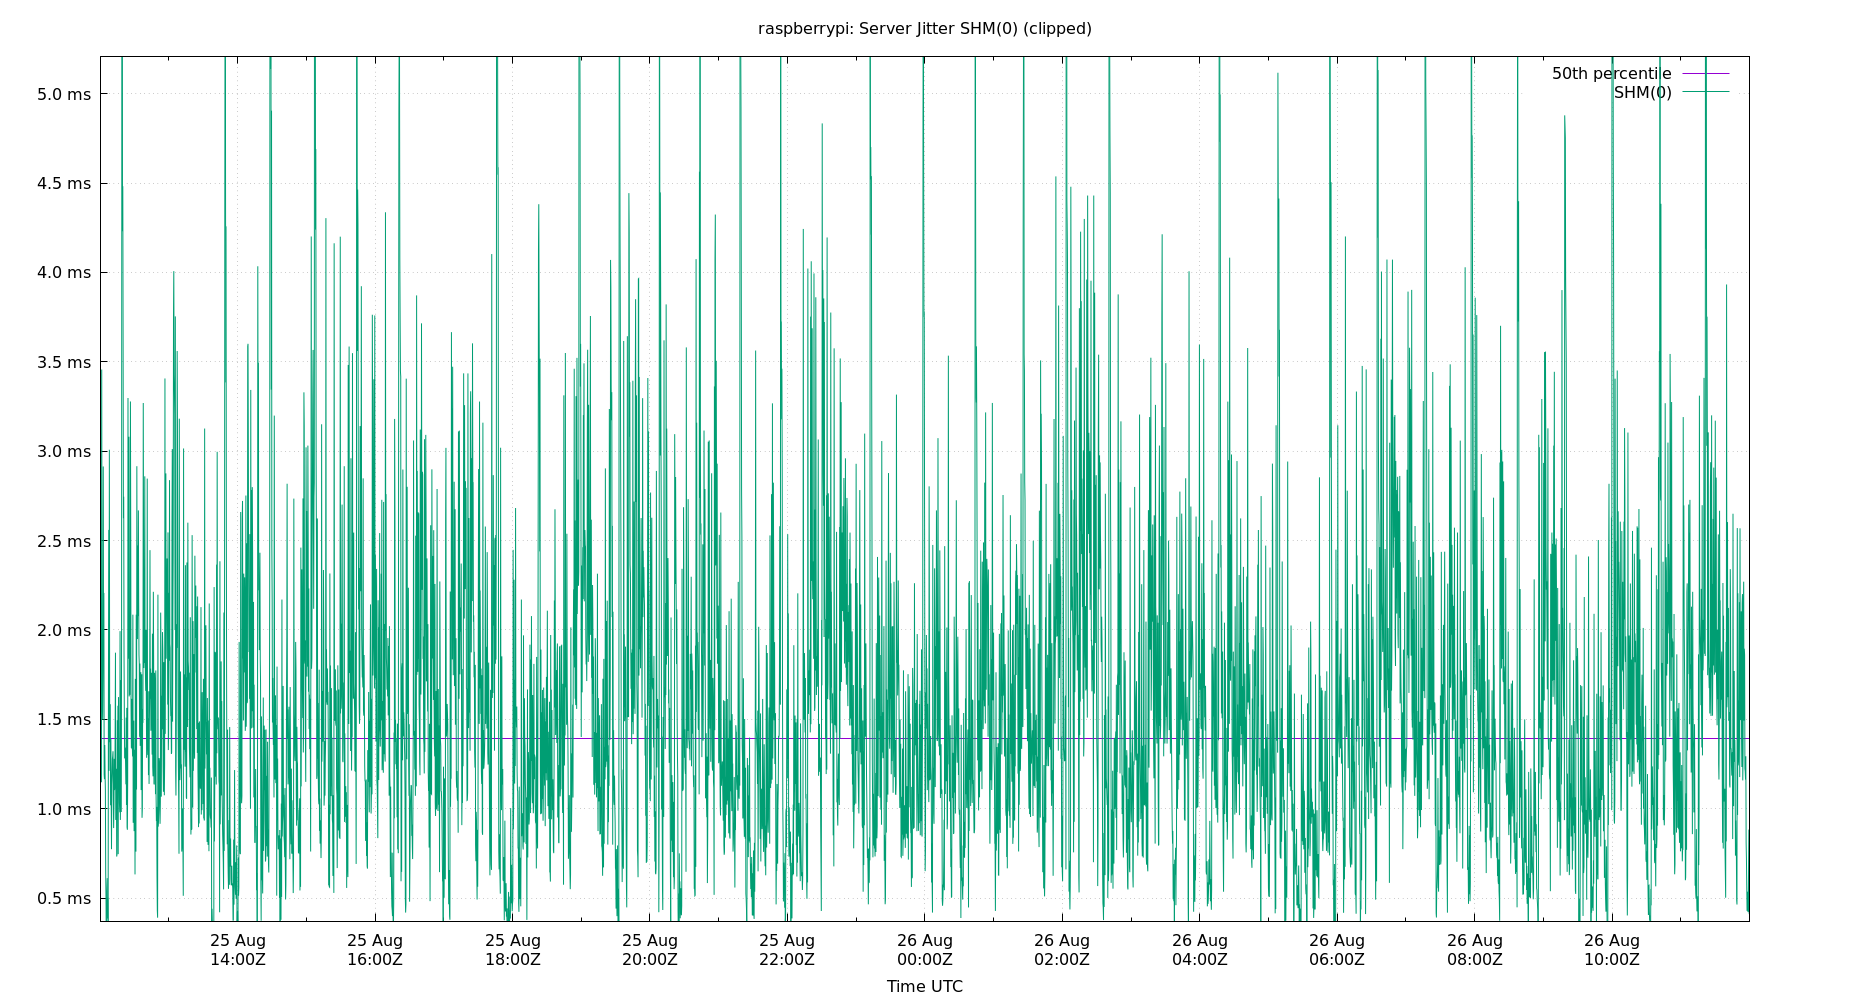 raspberrypi: Server Jitter SHM(0) (clipped)
50th percentile
SHM(0)
5.0 ms
4.5 ms
4.0 ms
3.5 ms
3.0 ms
2.5 ms
2.0 ms
1.5 ms
1.0 ms
0.5 ms
25 Aug 25 Aug 25 Aug 25 Aug 25 Aug 26 Aug 26 Aug 26 Aug 26 Aug 26 Aug 26 Aug
14:00Z 16:00Z 18:00Z 20:00Z 22:00Z 00:00Z 02:00Z 04:00Z 06:00Z 08:00Z 10:00Z
Time UTC